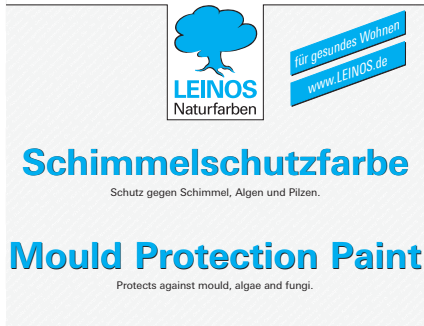 LEINOS
Naturfarben
für gesundes Wohnen
www.LEINOS.de
Schimmelschutzfarbe
Schutz gegen Schimmel, Algen und Pilzen.
Mould Protection Paint
Protects against mould, algae and fungi.